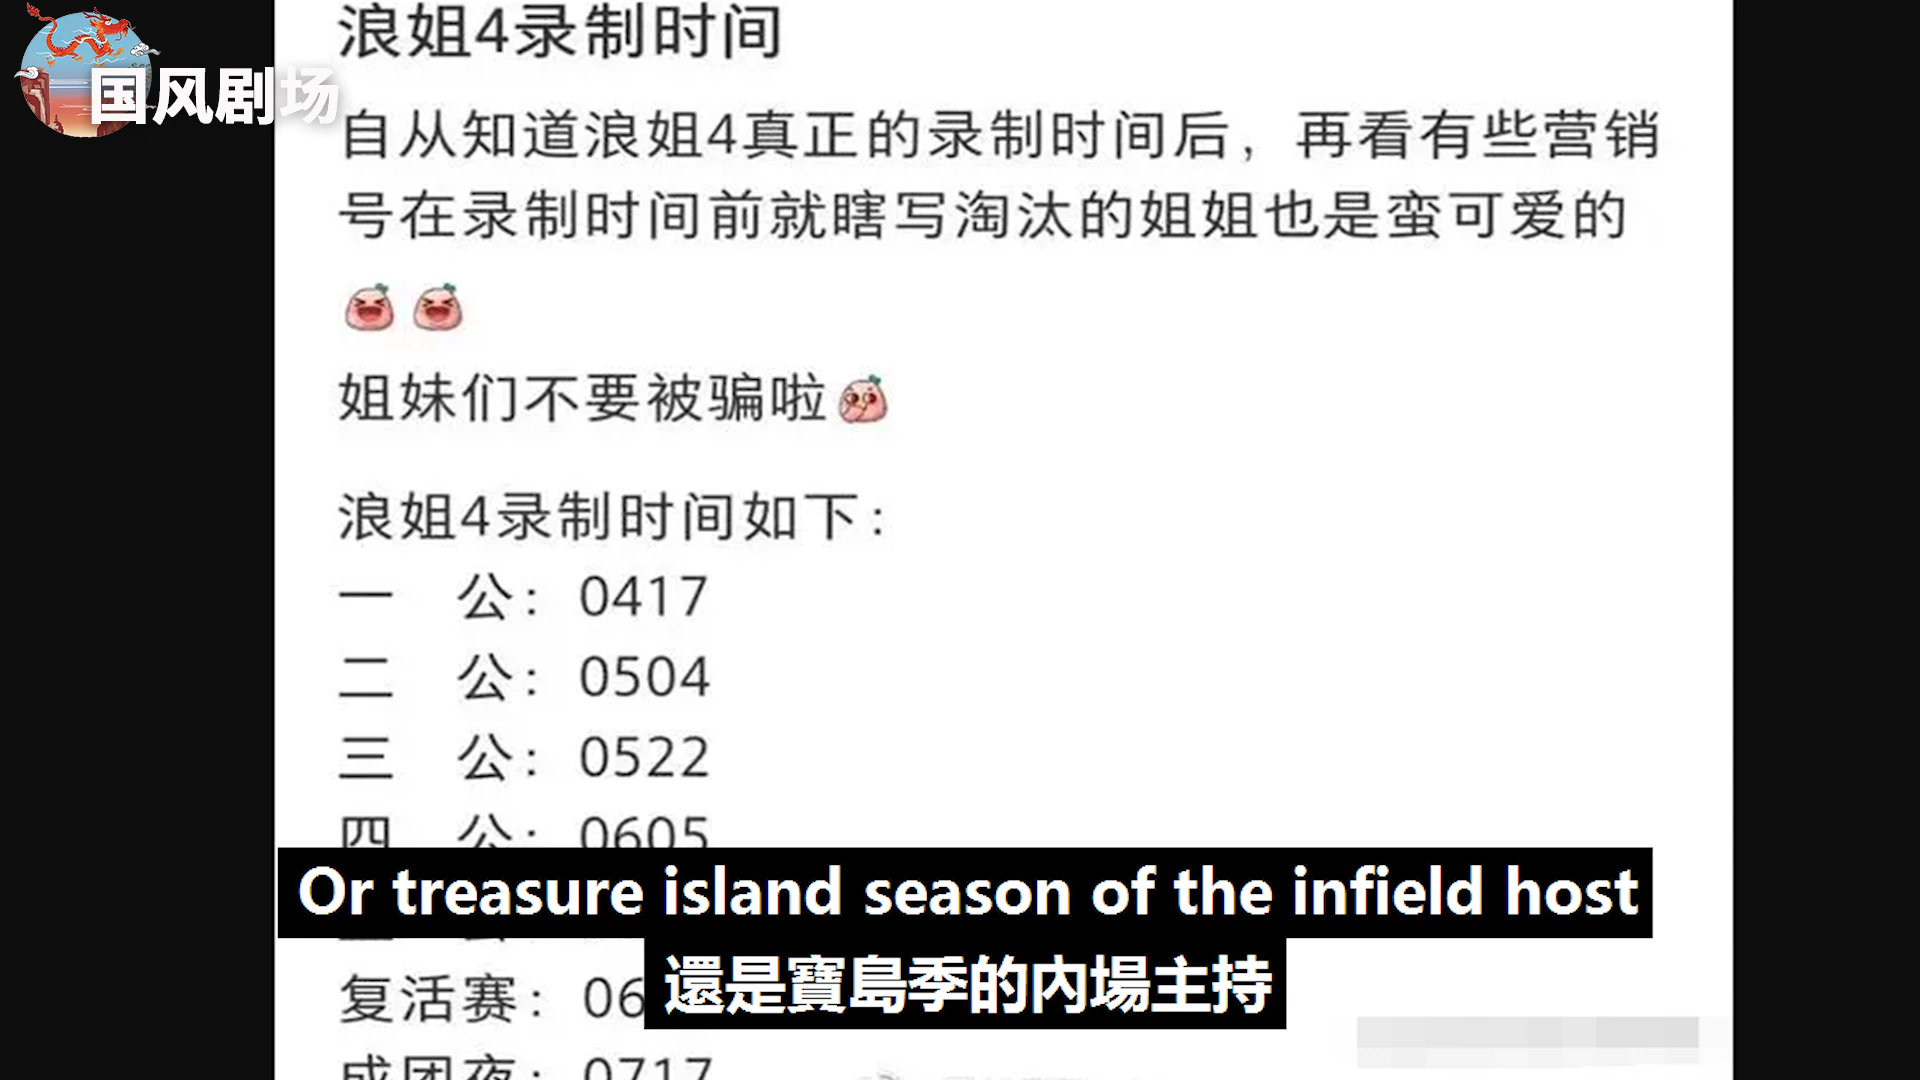 浪姐4录制时间
国风剧场
自从知道浪姐4真正的录制时间后，再看有些营销
号在录制时间前就瞎写淘汰的姐姐也是蛮可爱的
姐妹们不要被骗啦
浪姐4录制时间如下：
一 公：0417
二 公：0504
三 公：0522
四 公：0605
Or treasure island season of the infield host
還是寶島季的內場主持
复活赛：06
成团夜：0717